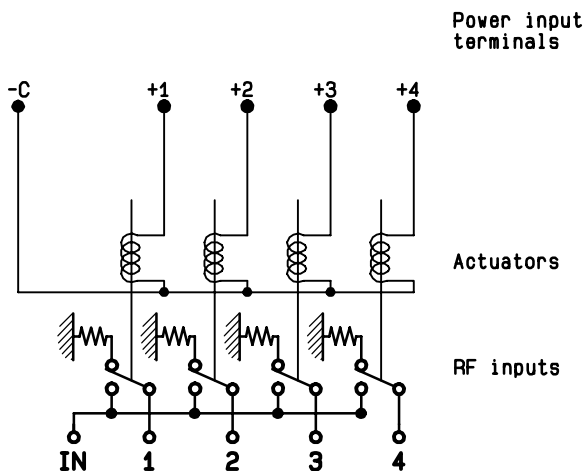 Power input
terminals
-C +1 +2 +3 +4
Actuators
RF inputs
IN 1 2 3 4